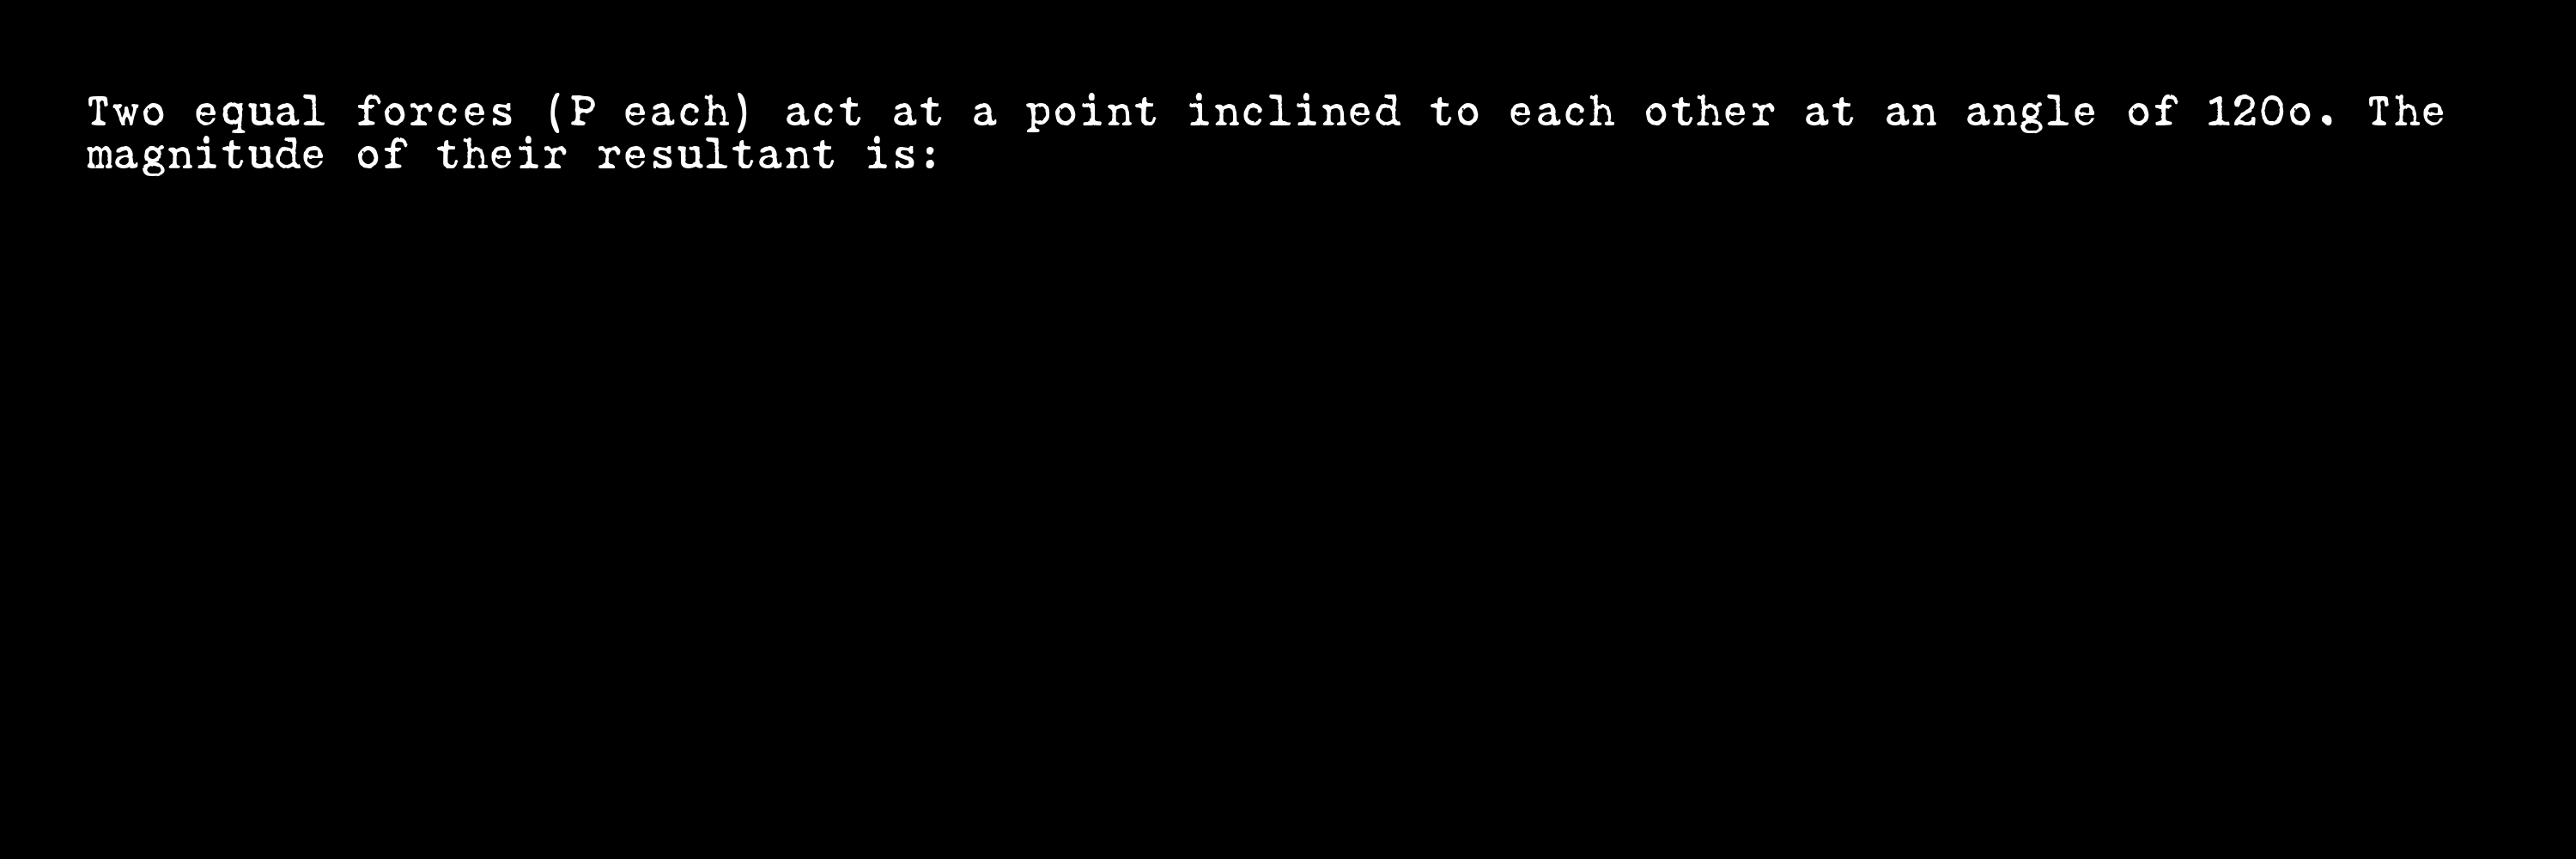 Two equal forces (P each) act at a point inclined to each other at an angle of 120o. The
magnitude of their resultant is: